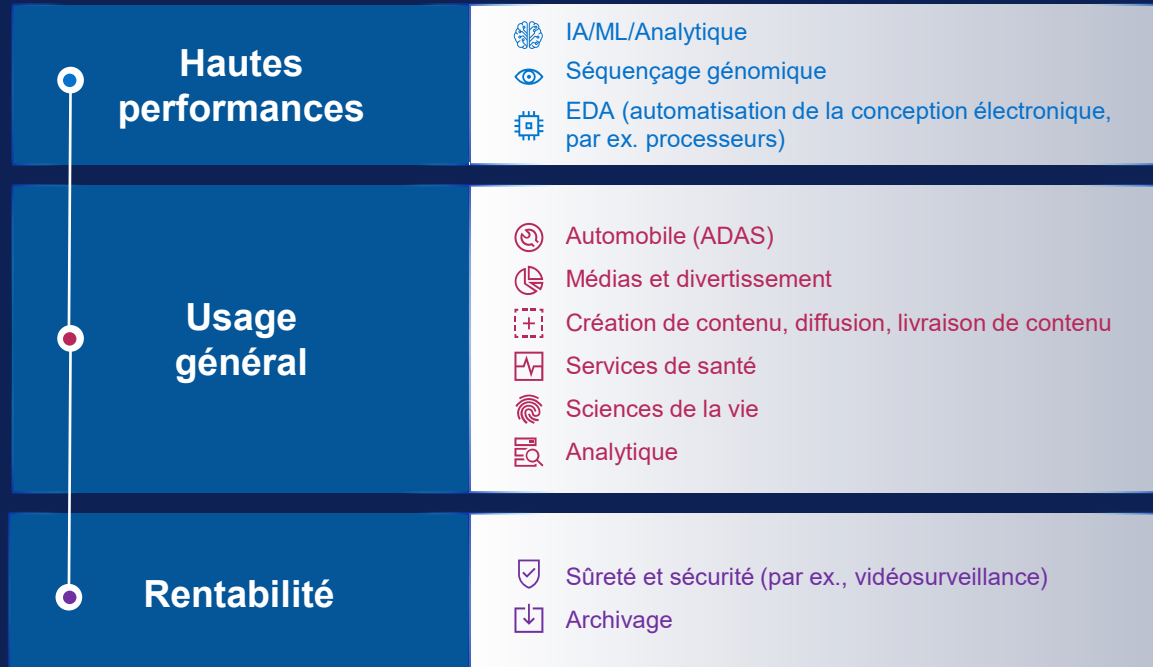 Hautes
performances
IA/ML/Analytique
Séquençage génomique
EDA (automatisation de la conception électronique,
par ex. processeurs)
Usage
général
Automobile (ADAS)
Médias et divertissement
Création de contenu, diffusion, livraison de contenu
Services de santé
Sciences de la vie
Analytique
Rentabilité
Sûreté et sécurité (par ex., vidéosurveillance)
Archivage